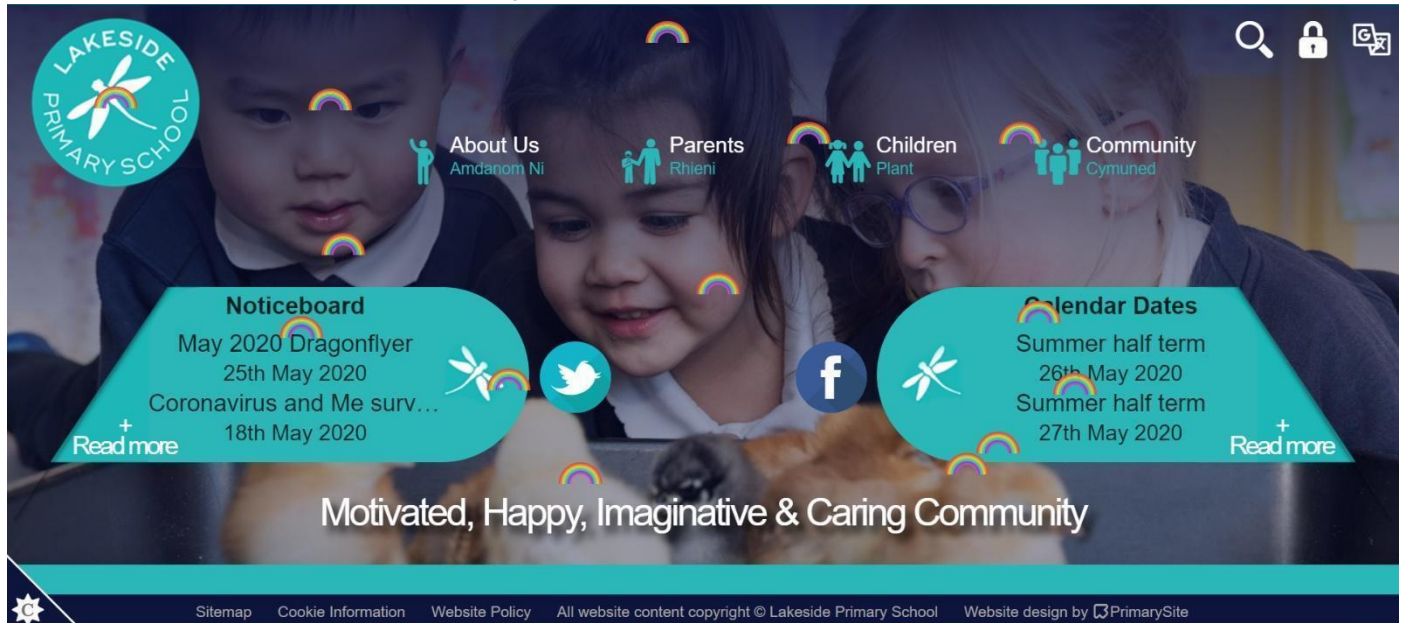 LAKESIDE
PRIMARY SCHOOL
About Us
Amdanom Ni
Parents
Rhieni
Children
Plant
Community
Cymuned
Noticeboard
May 2020 Dragonflyer
25th May 2020
Coronavirus and Me surv…
18th May 2020
+
Read more
f
Calendar Dates
Summer half term
26th May 2020
Summer half term
27th May 2020
+
Read more
Motivated, Happy, Imaginative & Caring Community
C
Sitemap Cookie Information Website Policy All website content copyright © Lakeside Primary School Website design by PrimarySite